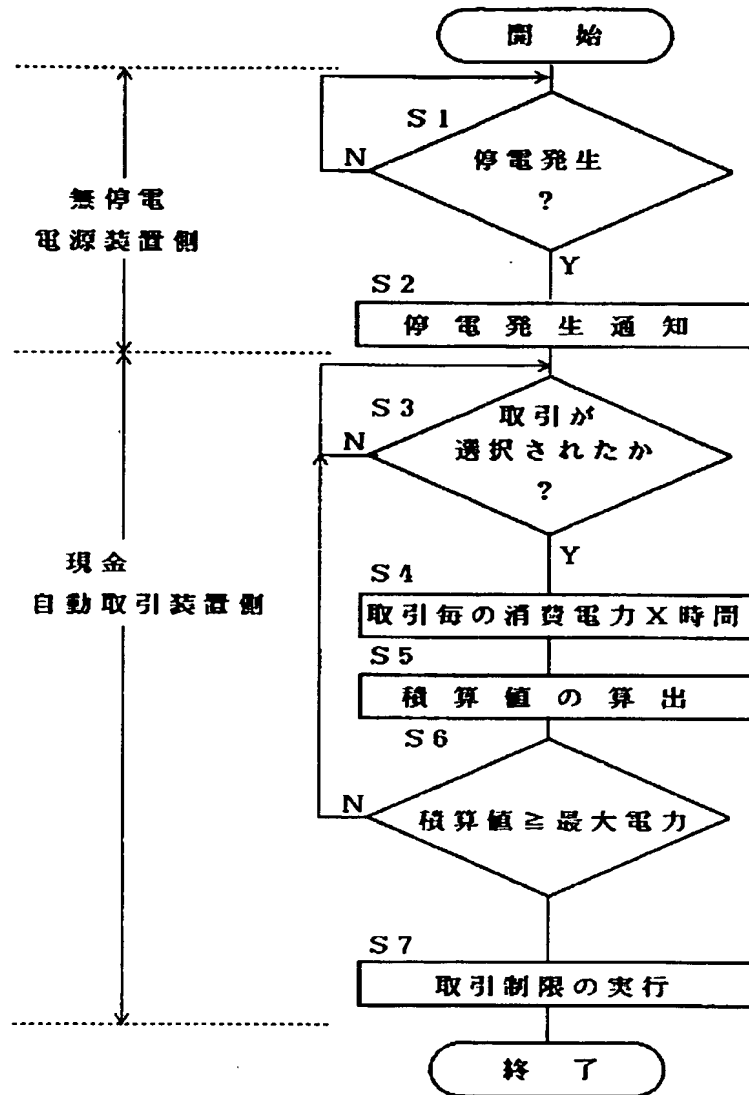 開始
S1
N
停電発生
?
Y
無停電
電源装置側
S2
停電発生通知
S3
取引が
N
選択されたか
?
Y
現金
自動取引装置側
S4
取引毎の消費電力X時間
S5
積算値の算出
S6
N
積算値≧最大電力
S7
取引制限の実行
終了